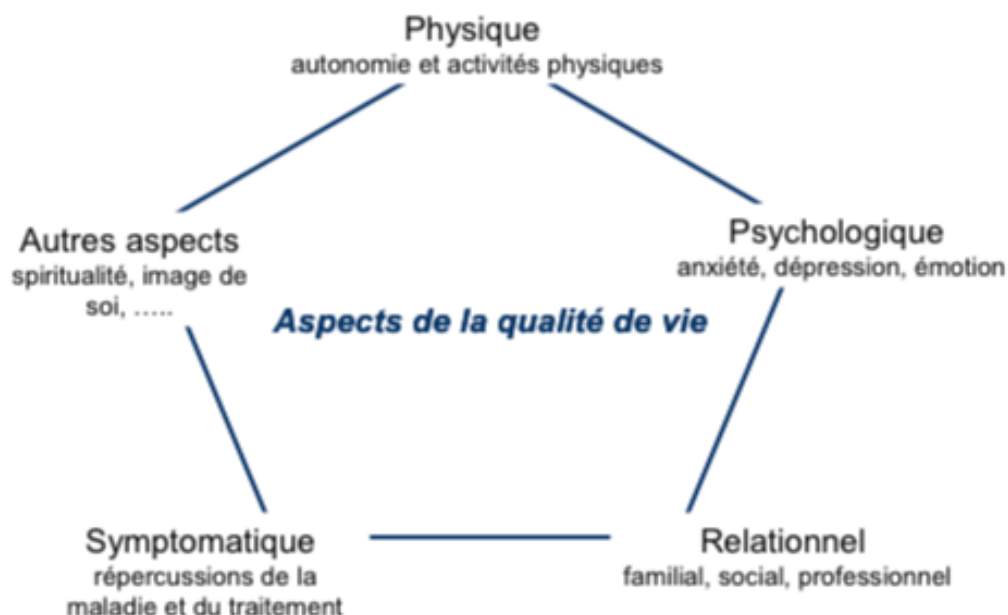 Physique
autonomie et activités physiques
Autres aspects
spiritualité, image de
soi, .....
Psychologique
anxiété, dépression, émotion
Aspects de la qualité de vie
Symptomatique
répercussions de la
maladie et du traitement
Relationnel
familial, social, professionnel